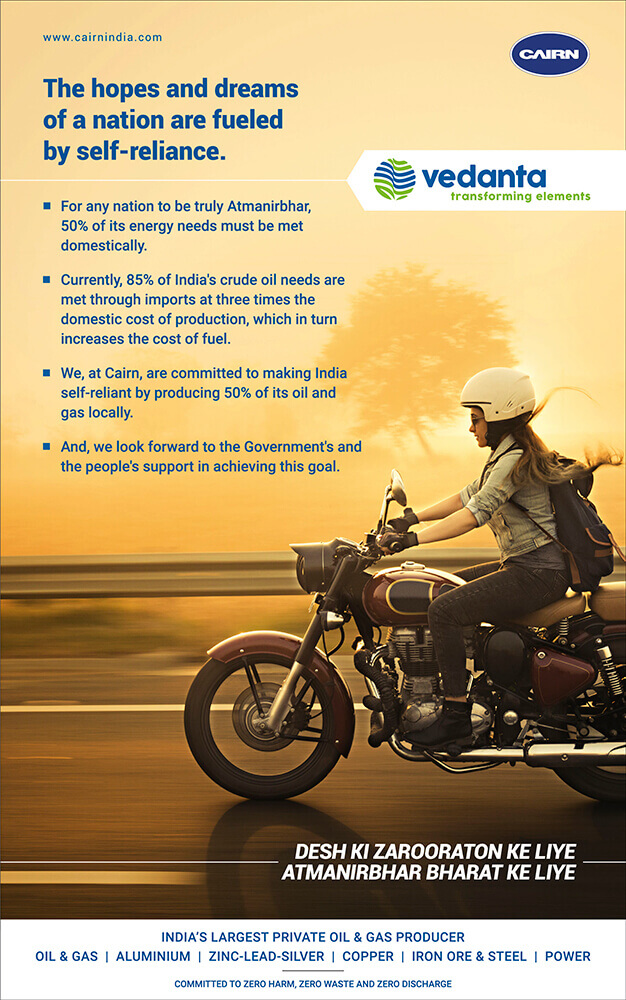 www.cairnindia.com
CAIRN
The hopes and dreams
of a nation are fueled
by self-reliance.
vedanta
transforming elements
For any nation to be truly Atmanirbhar,
50% of its energy needs must be met
domestically.
Currently, 85% of India's crude oil needs are
met through imports at three times the
domestic cost of production, which in turn
increases the cost of fuel.
We, at Cairn, are committed to making India
self-reliant by producing 50% of its oil and
gas locally.
And, we look forward to the Government's and
the people's support in achieving this goal.
DESH KI ZAROORATON KE LIYE
ATMANIRBHAR BHARAT KE LIYE
INDIA'S LARGEST PRIVATE OIL & GAS PRODUCER
OIL & GAS | ALUMINIUM | ZINC-LEAD-SILVER | COPPER | IRON ORE & STEEL | POWER
COMMITTED TO ZERO HARM, ZERO WASTE AND ZERO DISCHARGE